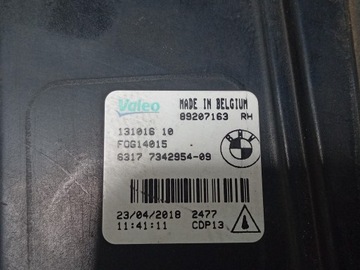 Valeo MADE IN BELGIUM
89207163 RH
131016 10
FQG14015
6317 7342954-09
BMW
23/04/2018 2477
11:41:11 CDP13